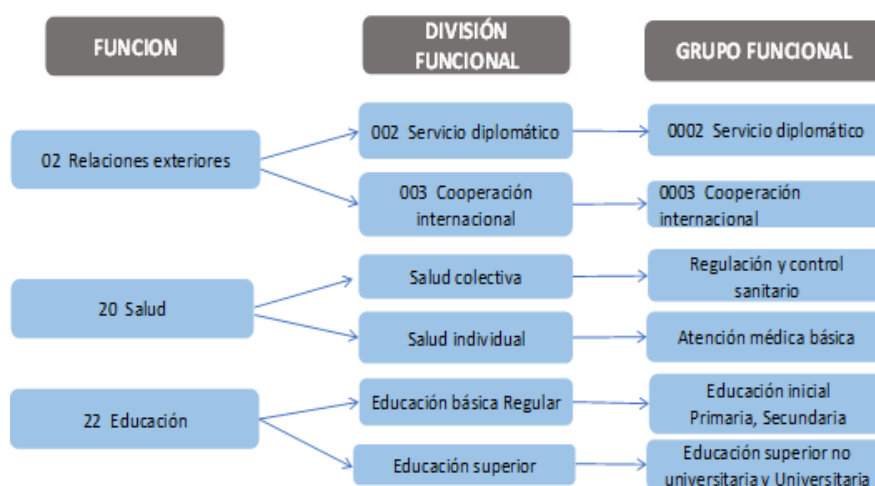 FUNCION
DIVISIÓN
FUNCIONAL
GRUPO FUNCIONAL
02 Relaciones exteriores
002 Servicio diplomático
0002 Servicio diplomático
003 Cooperación
internacional
0003 Cooperación
internacional
20 Salud
Salud colectiva
Regulación y control
sanitario
Salud individual
Atención médica básica
22 Educación
Educación básica Regular
Educación inicial
Primaria, Secundaria
Educación superior
Educación superior no
universitaria y Universitaria